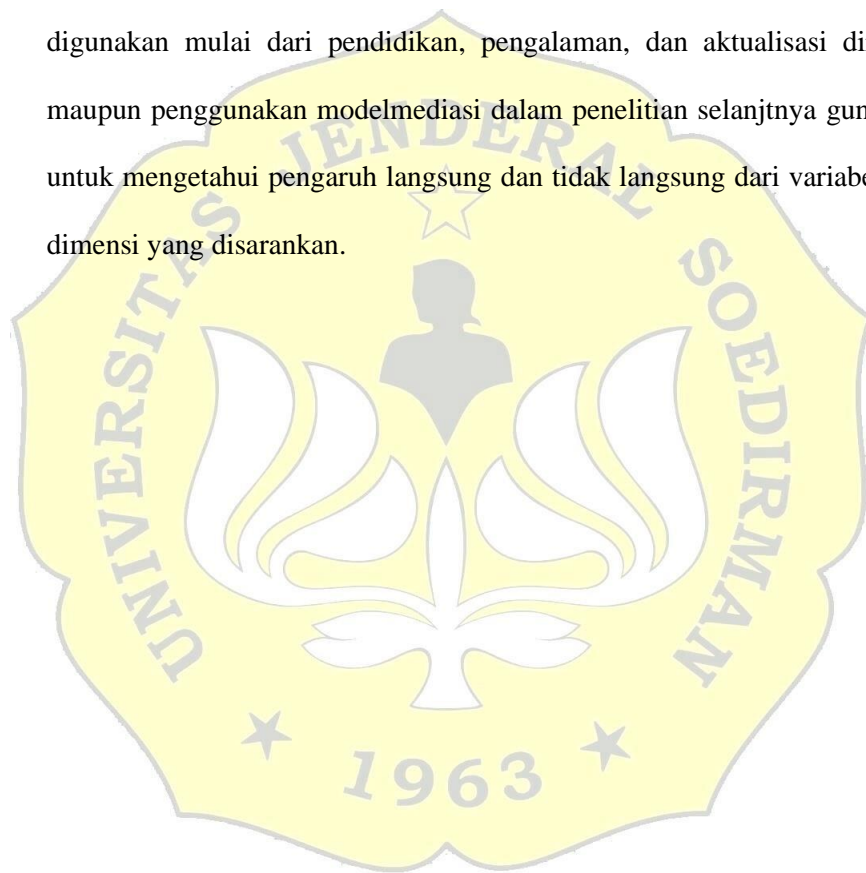 digunakan mulai dari pendidikan, pengalaman, dan aktualisasi di
maupun penggunakan modelmediasi dalam penelitian selanjtnya gun
untuk mengetahui pengaruh langsung dan tidak langsung dari variabe
dimensi yang disarankan.
UNIVERSITAS JENDERAL SOEDIRMAN
1963